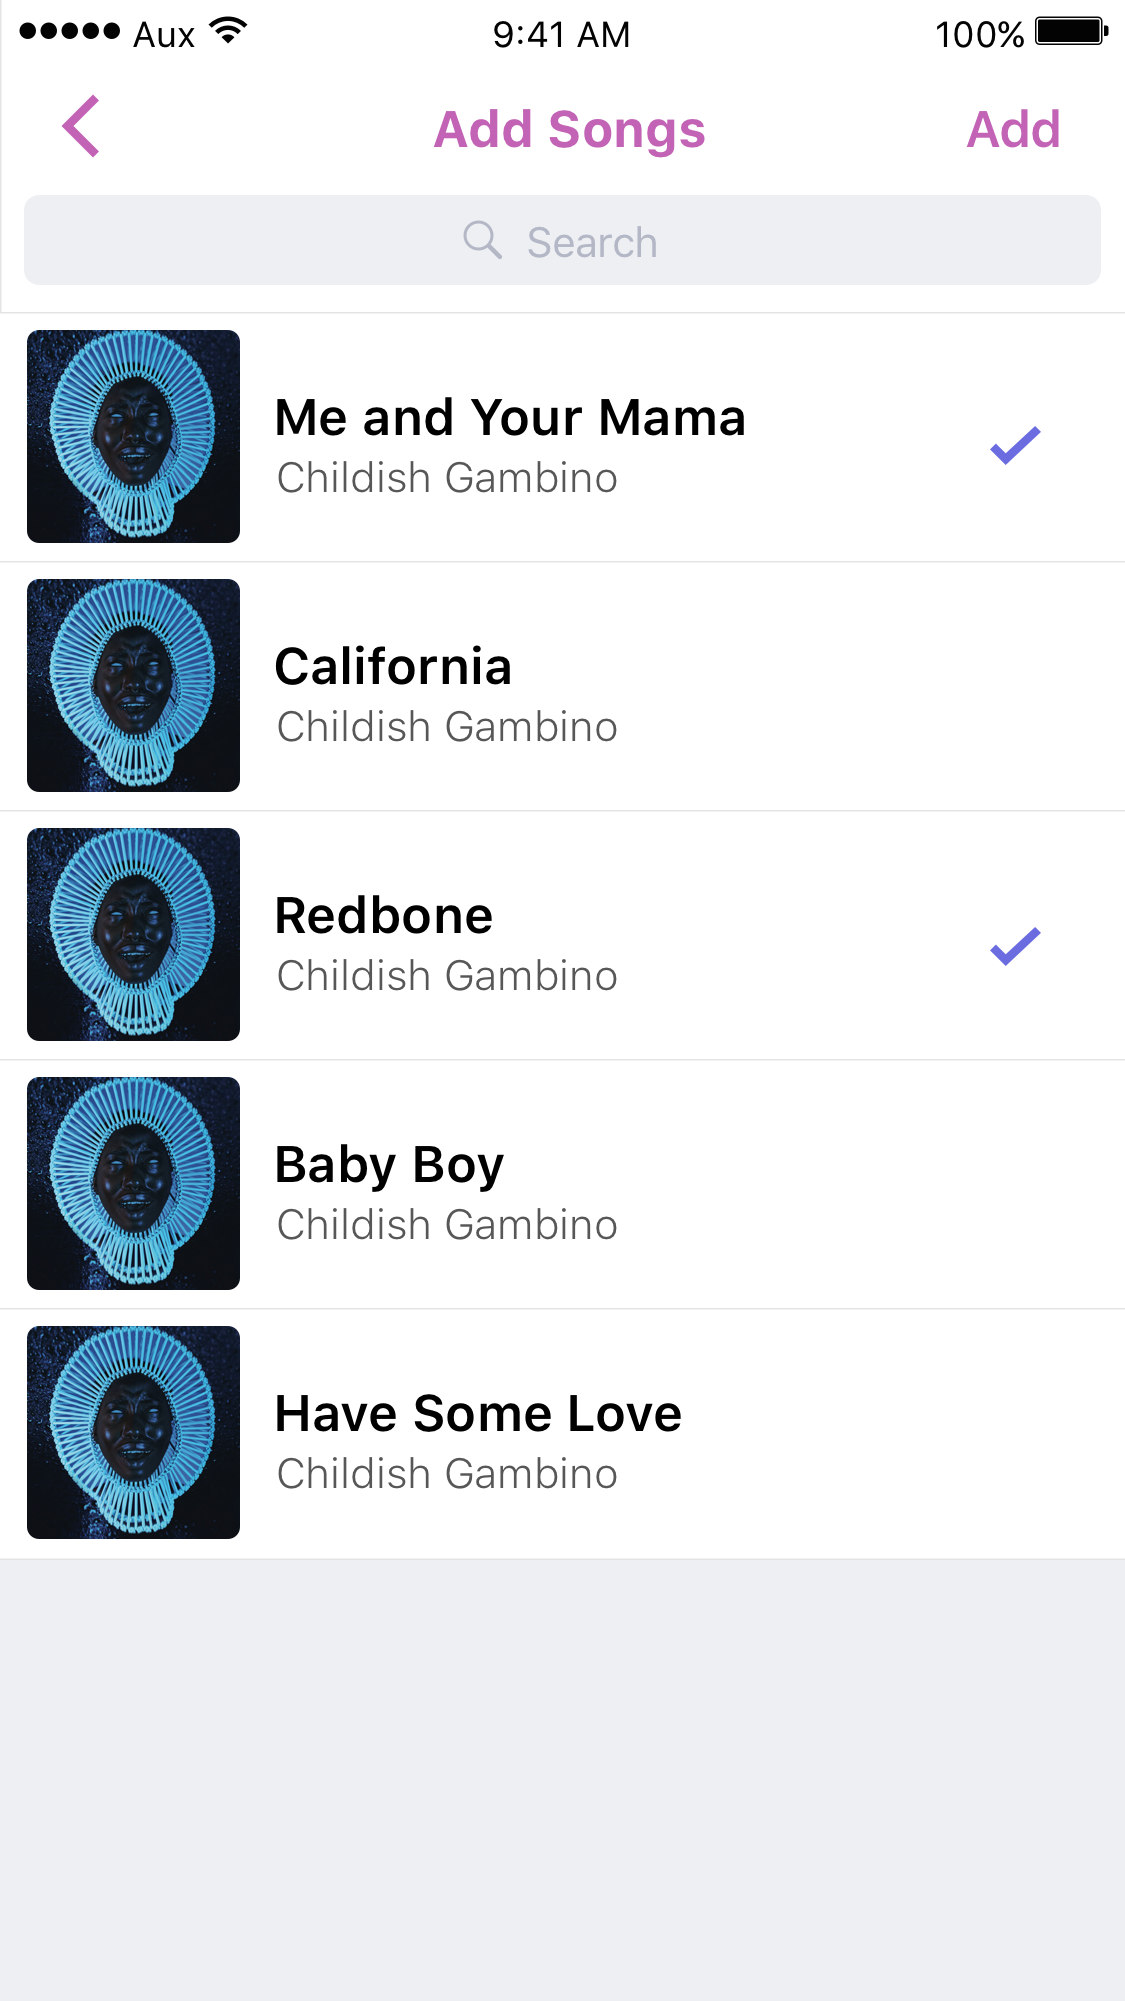 Aux 9:41 AM 100%
Add Songs Add
Search
Me and Your Mama
Childish Gambino
California
Childish Gambino
Redbone
Childish Gambino
Baby Boy
Childish Gambino
Have Some Love
Childish Gambino